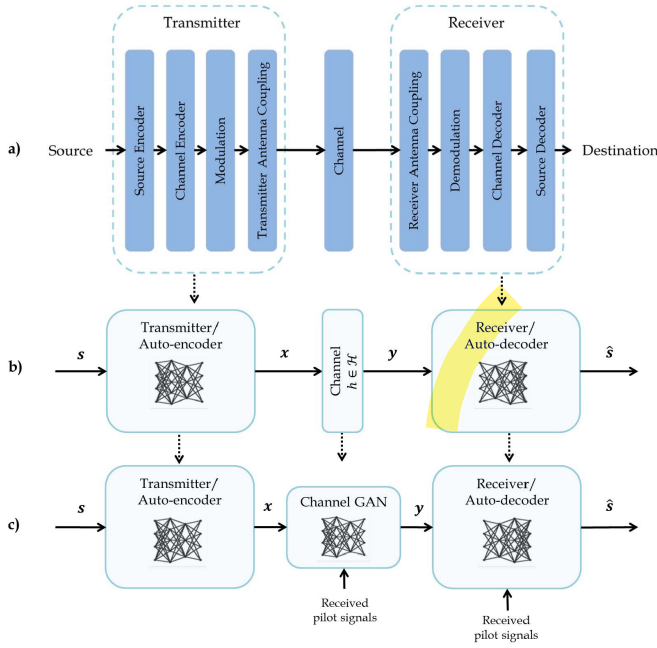 Transmitter
Receiver
a)
Source
Source Encoder
Channel Encoder
Modulation
Transmitter Antenna Coupling
Channel
Receiver Antenna Coupling
Demodulation
Channel Decoder
Source Decoder
Destination
b)
s
Transmitter/
Auto-encoder
x
Channel
h ∈ ℋ
y
Receiver/
Auto-decoder
ŝ
c)
s
Transmitter/
Auto-encoder
x
Channel GAN
y
Receiver/
Auto-decoder
ŝ
Received
pilot signals
Received
pilot signals